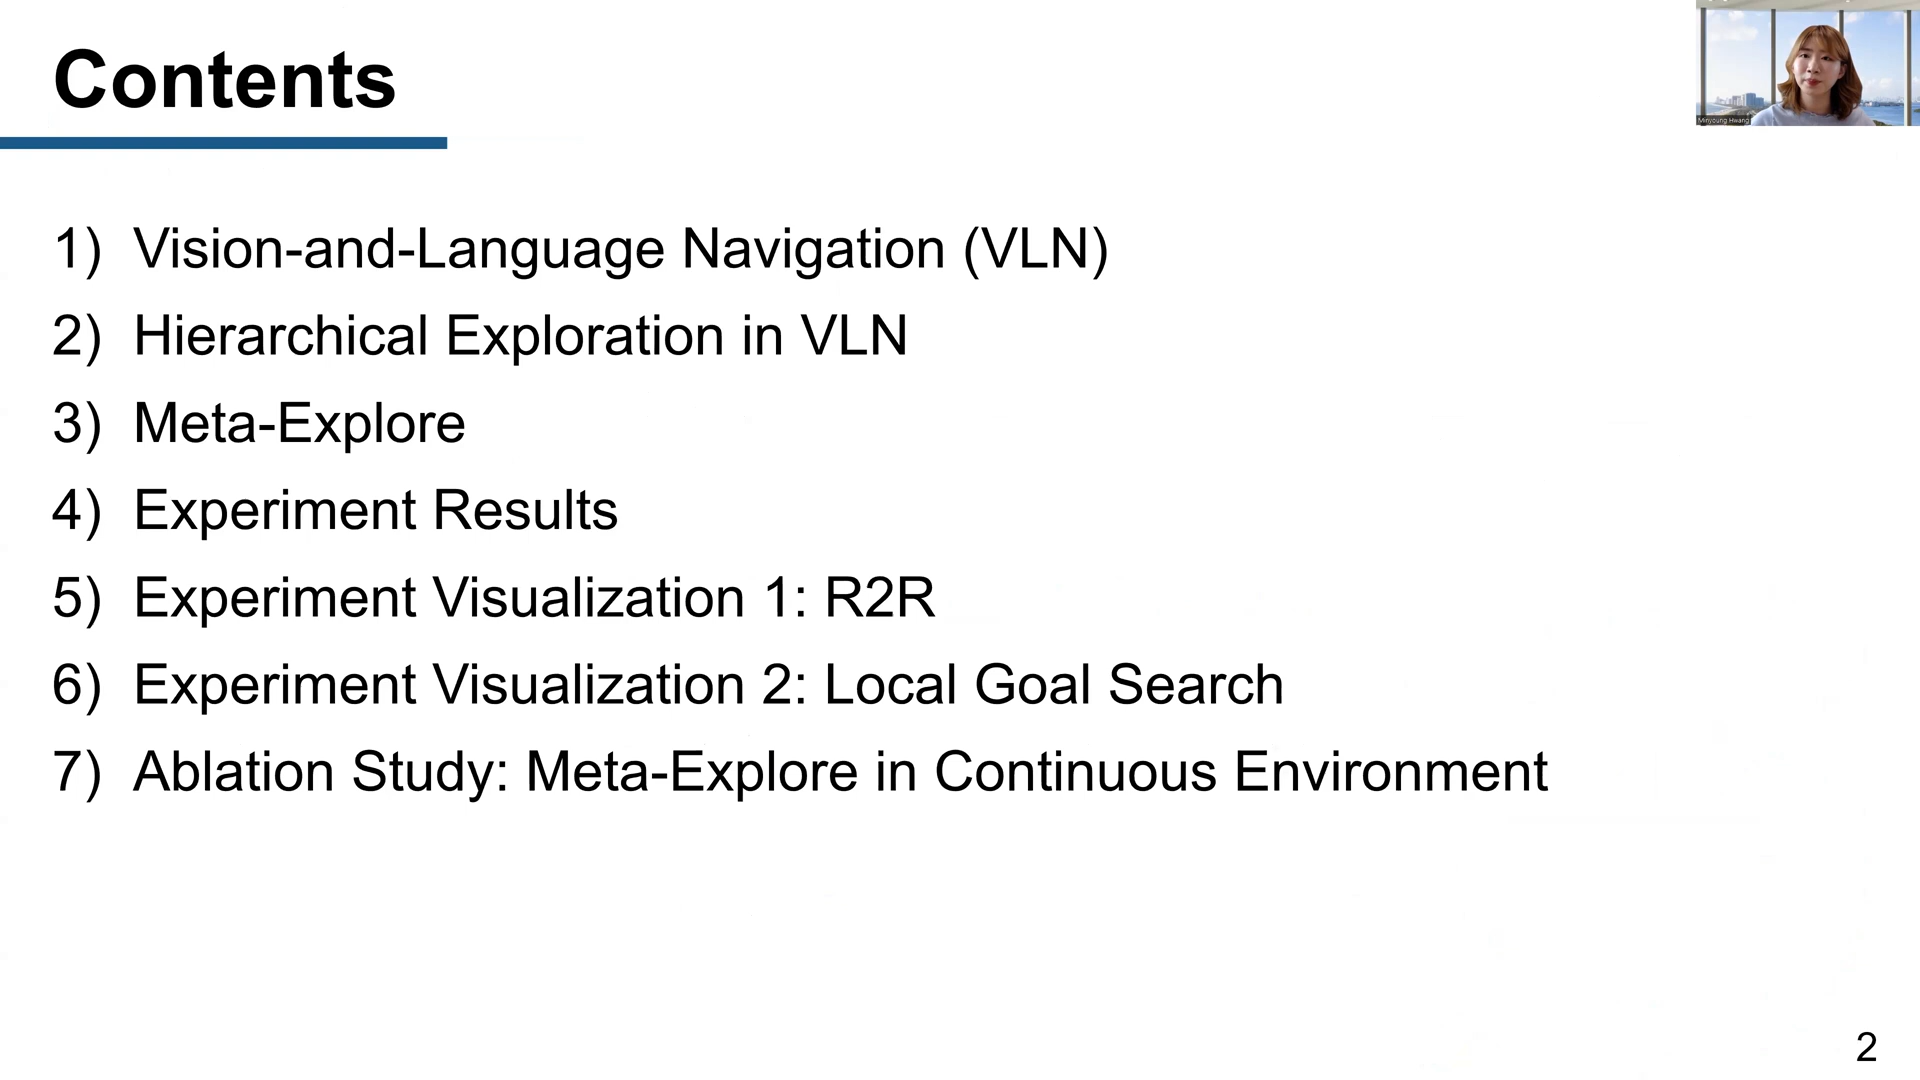 Contents
Minyoung Hwang
1) Vision-and-Language Navigation (VLN)
2) Hierarchical Exploration in VLN
3) Meta-Explore
4) Experiment Results
5) Experiment Visualization 1: R2R
6) Experiment Visualization 2: Local Goal Search
7) Ablation Study: Meta-Explore in Continuous Environment
2